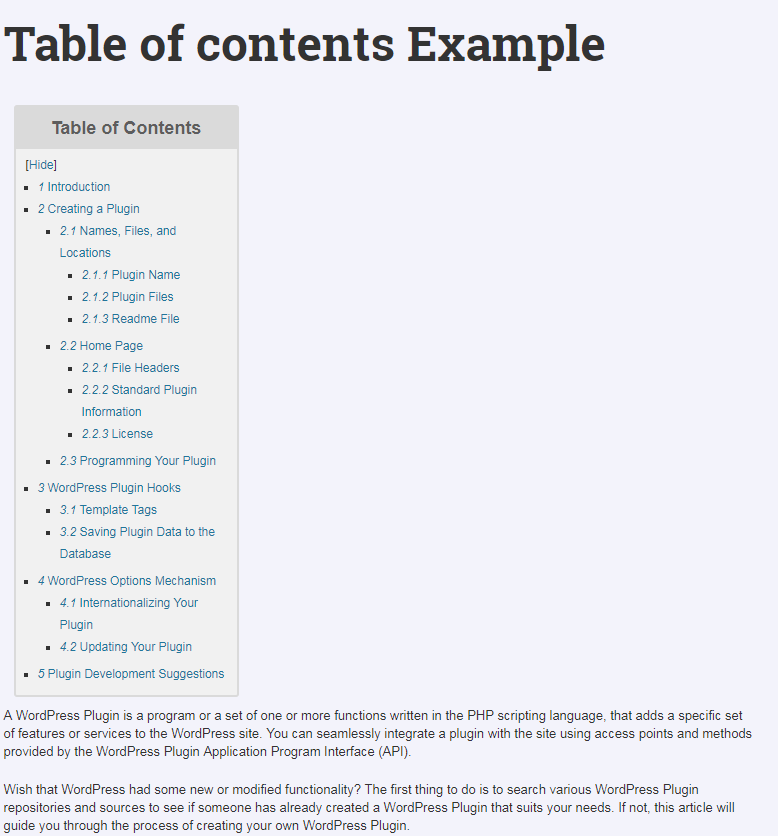 Table of contents Example
Table of Contents
[Hide]
1 Introduction
2 Creating a Plugin
2.1 Names, Files, and
Locations
2.1.1 Plugin Name
2.1.2 Plugin Files
2.1.3 Readme File
2.2 Home Page
2.2.1 File Headers
2.2.2 Standard Plugin
Information
2.2.3 License
2.3 Programming Your Plugin
3 WordPress Plugin Hooks
3.1 Template Tags
3.2 Saving Plugin Data to the
Database
4 WordPress Options Mechanism
4.1 Internationalizing Your
Plugin
4.2 Updating Your Plugin
5 Plugin Development Suggestions
A WordPress Plugin is a program or a set of one or more functions written in the PHP scripting language, that adds a specific set
of features or services to the WordPress site. You can seamlessly integrate a plugin with the site using access points and methods
provided by the WordPress Plugin Application Program Interface (API).
Wish that WordPress had some new or modified functionality? The first thing to do is to search various WordPress Plugin
repositories and sources to see if someone has already created a WordPress Plugin that suits your needs. If not, this article will
guide you through the process of creating your own WordPress Plugin.